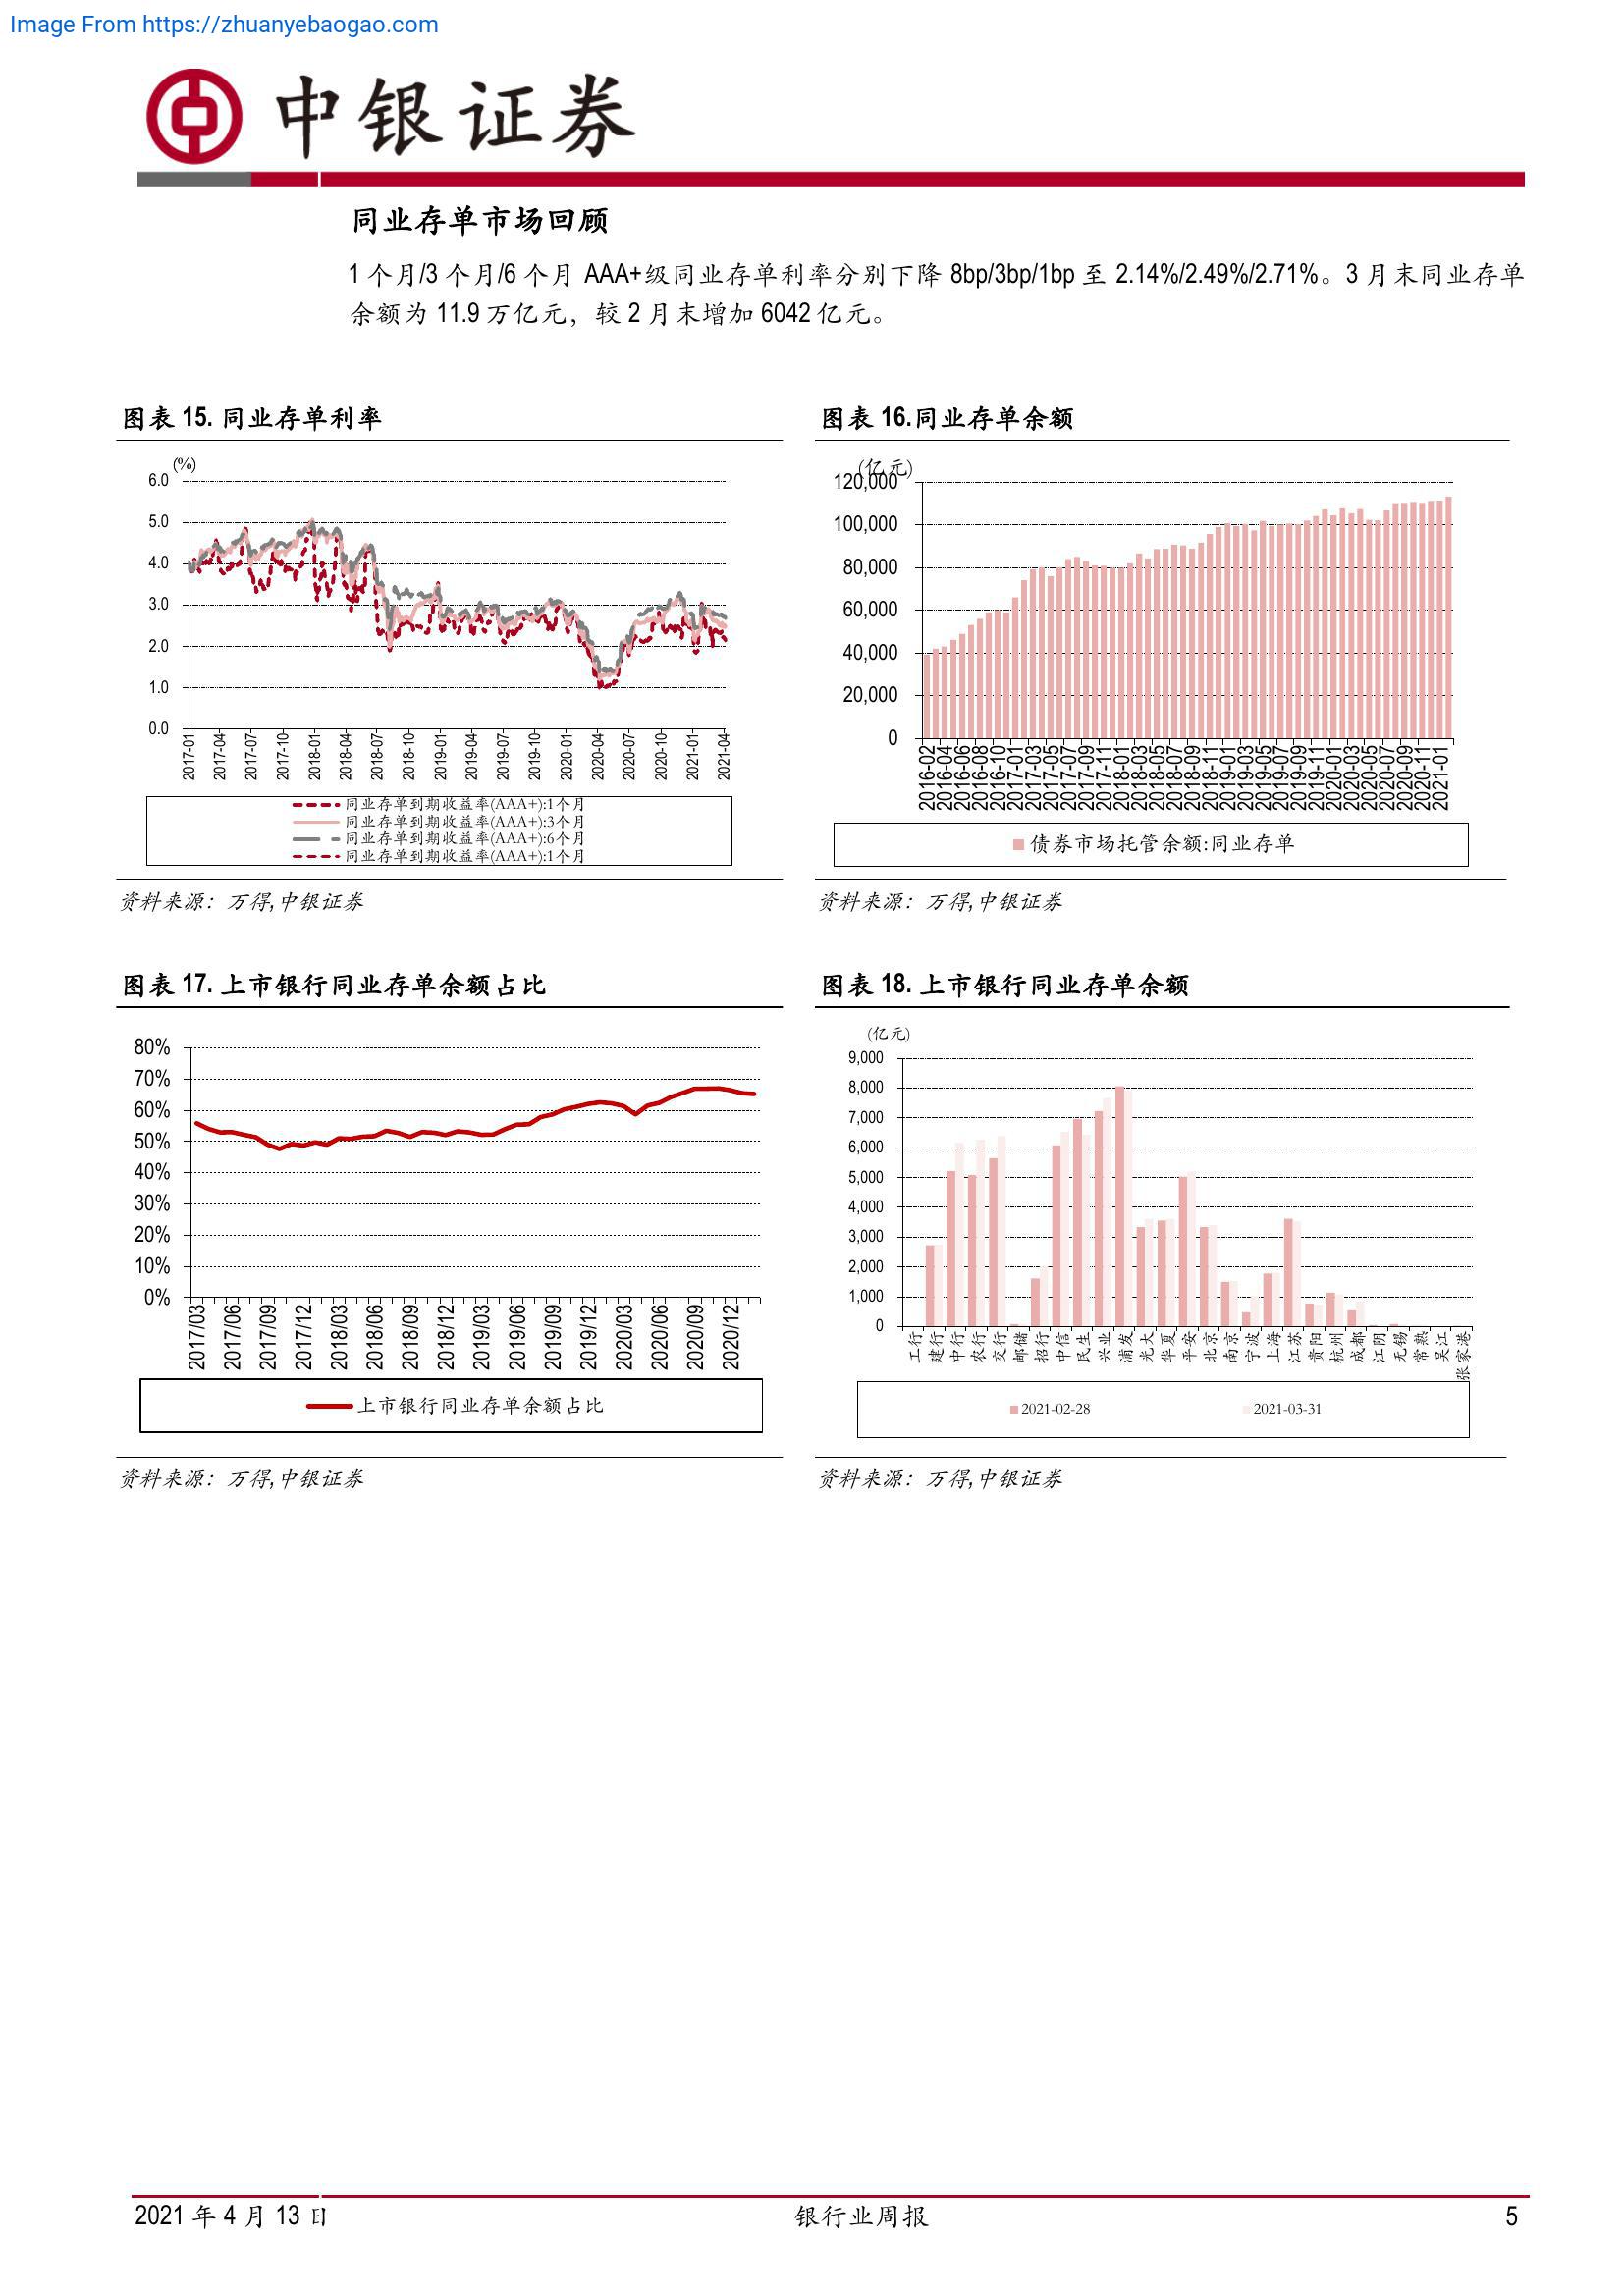 Image From https://zhuanyebaogao.com
中银证券
同业存单市场回顾
1 个月/3 个月/6 个月 AAA+级同业存单利率分别下降 8bp/3bp/1bp 至 2.14%/2.49%/2.71%。3 月末同业存单
余额为 11.9 万亿元，较 2 月末增加 6042 亿元。
图表 15. 同业存单利率
(%)
6.0
5.0
4.0
3.0
2.0
1.0
0.0
2017-01
2017-04
2017-07
2017-10
2018-01
2018-04
2018-07
2018-10
2019-01
2019-04
2019-07
2019-10
2020-01
2020-04
2020-07
2020-10
2021-01
2021-04
同业存单到期收益率(AAA+):1个月
同业存单到期收益率(AAA+):3个月
同业存单到期收益率(AAA+):6个月
同业存单到期收益率(AAA+):1个月
资料来源：万得,中银证券
图表 16.同业存单余额
(亿元)
120,000
100,000
80,000
60,000
40,000
20,000
0
2016-02
2016-04
2016-06
2016-08
2016-10
2017-01
2017-03
2017-05
2017-07
2017-09
2017-11
2018-01
2018-03
2018-05
2018-07
2018-09
2018-11
2019-01
2019-03
2019-05
2019-07
2019-09
2019-11
2020-01
2020-03
2020-05
2020-07
2020-09
2020-11
2021-01
债券市场托管余额:同业存单
资料来源：万得,中银证券
图表 17. 上市银行同业存单余额占比
80%
70%
60%
50%
40%
30%
20%
10%
0%
2017/03
2017/06
2017/09
2017/12
2018/03
2018/06
2018/09
2018/12
2019/03
2019/06
2019/09
2019/12
2020/03
2020/06
2020/09
2020/12
上市银行同业存单余额占比
资料来源：万得,中银证券
图表 18. 上市银行同业存单余额
(亿元)
9,000
8,000
7,000
6,000
5,000
4,000
3,000
2,000
1,000
0
工行
建行
中行
农行
交行
邮储
招行
中信
民生
兴业
浦发
光大
华夏
平安
北京
南京
宁波
上海
江苏
贵阳
杭州
成都
江阴
无锡
常熟
吴江
张家港
2021-02-28
2021-03-31
资料来源：万得,中银证券
2021 年 4 月 13 日
银行业周报
5